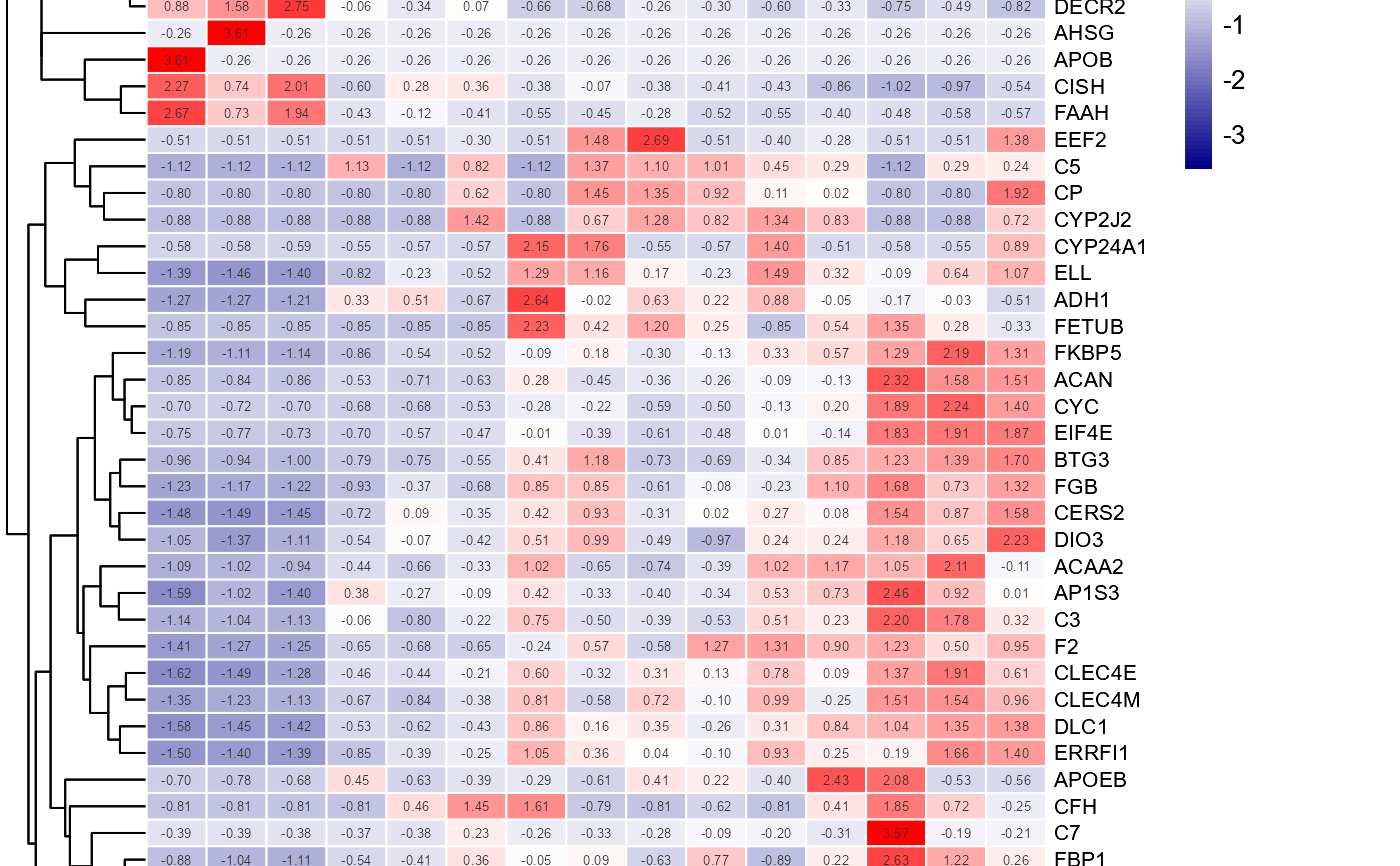 0.88 1.58 2.75 -0.06 -0.34 0.07 -0.66 -0.68 -0.26 -0.30 -0.60 -0.33 -0.75 -0.49 -0.82 DECR2
-0.26 3.61 -0.26 -0.26 -0.26 -0.26 -0.26 -0.26 -0.26 -0.26 -0.26 -0.26 -0.26 -0.26 -0.26 AHSG
3.61 -0.26 -0.26 -0.26 -0.26 -0.26 -0.26 -0.26 -0.26 -0.26 -0.26 -0.26 -0.26 -0.26 -0.26 APOB
2.27 0.74 2.01 -0.60 0.28 0.36 -0.38 -0.07 -0.38 -0.41 -0.43 -0.86 -1.02 -0.97 -0.54 CISH
2.67 0.73 1.94 -0.43 -0.12 -0.41 -0.55 -0.45 -0.28 -0.52 -0.55 -0.40 -0.48 -0.58 -0.57 FAAH
-0.51 -0.51 -0.51 -0.51 -0.51 -0.30 -0.51 1.48 2.69 -0.51 -0.40 -0.28 -0.51 -0.51 1.38 EEF2
-1.12 -1.12 -1.12 1.13 -1.12 0.82 -1.12 1.37 1.10 1.01 0.45 0.29 -1.12 0.29 0.24 C5
-0.80 -0.80 -0.80 -0.80 -0.80 0.62 -0.80 1.45 1.35 0.92 0.11 0.02 -0.80 -0.80 1.92 CP
-0.88 -0.88 -0.88 -0.88 -0.88 1.42 -0.88 0.67 1.28 0.82 1.34 0.83 -0.88 -0.88 0.72 CYP2J2
-0.58 -0.58 -0.59 -0.55 -0.57 -0.57 2.15 1.76 -0.55 -0.57 1.40 -0.51 -0.58 -0.55 0.89 CYP24A1
-1.39 -1.46 -1.40 -0.82 -0.23 -0.52 1.29 1.16 0.17 -0.23 1.49 0.32 -0.09 0.64 1.07 ELL
-1.27 -1.27 -1.21 0.33 0.51 -0.67 2.64 -0.02 0.63 0.22 0.88 -0.05 -0.17 -0.03 -0.51 ADH1
-0.85 -0.85 -0.85 -0.85 -0.85 -0.85 2.23 0.42 1.20 0.25 -0.85 0.54 1.35 0.28 -0.33 FETUB
-1.19 -1.11 -1.14 -0.86 -0.54 -0.52 -0.09 0.18 -0.30 -0.13 0.33 0.57 1.29 2.19 1.31 FKBP5
-0.85 -0.84 -0.86 -0.53 -0.71 -0.63 0.28 -0.45 -0.36 -0.26 -0.09 -0.13 2.32 1.58 1.51 ACAN
-0.70 -0.72 -0.70 -0.68 -0.68 -0.53 -0.28 -0.22 -0.59 -0.50 -0.13 0.20 1.89 2.24 1.40 CYC
-0.75 -0.77 -0.73 -0.70 -0.57 -0.47 -0.01 -0.39 -0.61 -0.48 0.01 -0.14 1.83 1.91 1.87 EIF4E
-0.96 -0.94 -1.00 -0.79 -0.75 -0.55 0.41 1.18 -0.73 -0.69 -0.34 0.85 1.23 1.39 1.70 BTG3
-1.23 -1.17 -1.22 -0.93 -0.37 -0.68 0.85 0.85 -0.61 -0.08 -0.23 1.10 1.68 0.73 1.32 FGB
-1.48 -1.49 -1.45 -0.72 0.09 -0.35 0.42 0.93 -0.31 0.02 0.27 0.08 1.54 0.87 1.58 CERS2
-1.05 -1.37 -1.11 -0.54 -0.07 -0.42 0.51 0.99 -0.49 -0.97 0.24 0.24 1.18 0.65 2.23 DIO3
-1.09 -1.02 -0.94 -0.44 -0.66 -0.33 1.02 -0.65 -0.74 -0.39 1.02 1.17 1.05 2.11 -0.11 ACAA2
-1.59 -1.02 -1.40 0.38 -0.27 -0.09 0.42 -0.33 -0.40 -0.34 0.53 0.73 2.46 0.92 0.01 AP1S3
-1.14 -1.04 -1.13 -0.06 -0.80 -0.22 0.75 -0.50 -0.39 -0.53 0.51 0.23 2.20 1.78 0.32 C3
-1.41 -1.27 -1.25 -0.65 -0.68 -0.65 -0.24 0.57 -0.58 1.27 1.31 0.90 1.23 0.50 0.95 F2
-1.62 -1.49 -1.28 -0.46 -0.44 -0.21 0.60 -0.32 0.31 0.13 0.78 0.09 1.37 1.91 0.61 CLEC4E
-1.35 -1.23 -1.13 -0.67 -0.84 -0.38 0.81 -0.58 0.72 -0.10 0.99 -0.25 1.51 1.54 0.96 CLEC4M
-1.58 -1.45 -1.42 -0.53 -0.62 -0.43 0.86 0.16 0.35 -0.26 0.31 0.84 1.04 1.35 1.38 DLC1
-1.50 -1.40 -1.39 -0.85 -0.39 -0.25 1.05 0.36 0.04 -0.10 0.93 0.25 0.19 1.66 1.40 ERRFI1
-0.70 -0.78 -0.68 0.45 -0.63 -0.39 -0.29 -0.61 0.41 0.22 -0.40 2.43 2.08 -0.53 -0.56 APOEB
-0.81 -0.81 -0.81 -0.81 0.46 1.45 1.61 -0.79 -0.81 -0.62 -0.81 0.41 1.85 0.72 -0.25 CFH
-0.39 -0.39 -0.38 -0.37 -0.38 0.23 -0.26 -0.33 -0.28 -0.09 -0.20 -0.31 3.57 -0.19 -0.21 C7
-0.88 -1.04 -1.11 -0.54 -0.41 0.36 -0.05 0.09 -0.63 0.77 -0.89 0.22 2.63 1.22 0.26 FBP1
-1
-2
-3